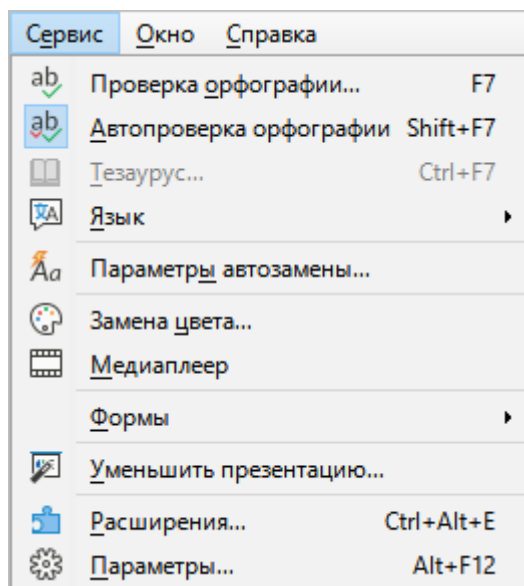 Сервис Окно Справка
Проверка орфографии... F7
Автопроверка орфографии Shift+F7
Тезаурус... Ctrl+F7
Язык
Параметры автозамены...
Замена цвета...
Медиаплеер
Формы
Уменьшить презентацию...
Расширения... Ctrl+Alt+E
Параметры... Alt+F12